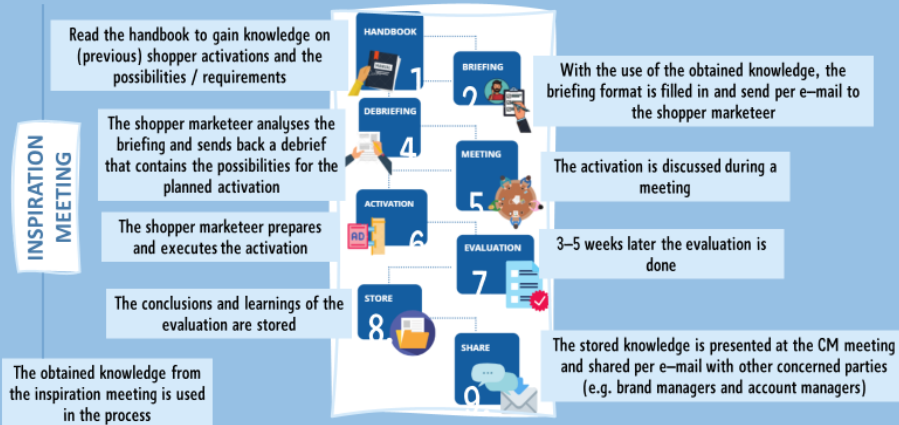 HANDBOOK
1
Read the handbook to gain knowledge on
(previous) shopper activations and the
possibilities / requirements
BRIEFING
2
With the use of the obtained knowledge, the
briefing format is filled in and send per e–mail to
the shopper marketeer
DEBRIEFING
4
The shopper marketeer analyses the
briefing and sends back a debrief
that contains the possibilities for the
planned activation
MEETING
5
The activation is discussed during a
meeting
ACTIVATION
6
AD
The shopper marketeer prepares
and executes the activation
EVALUATION
7
3–5 weeks later the evaluation is
done
STORE
8
The conclusions and learnings of the
evaluation are stored
SHARE
9
The stored knowledge is presented at the CM meeting
and shared per e–mail with other concerned parties
(e.g. brand managers and account managers)
INSPIRATION
MEETING
The obtained knowledge from
the inspiration meeting is used
in the process